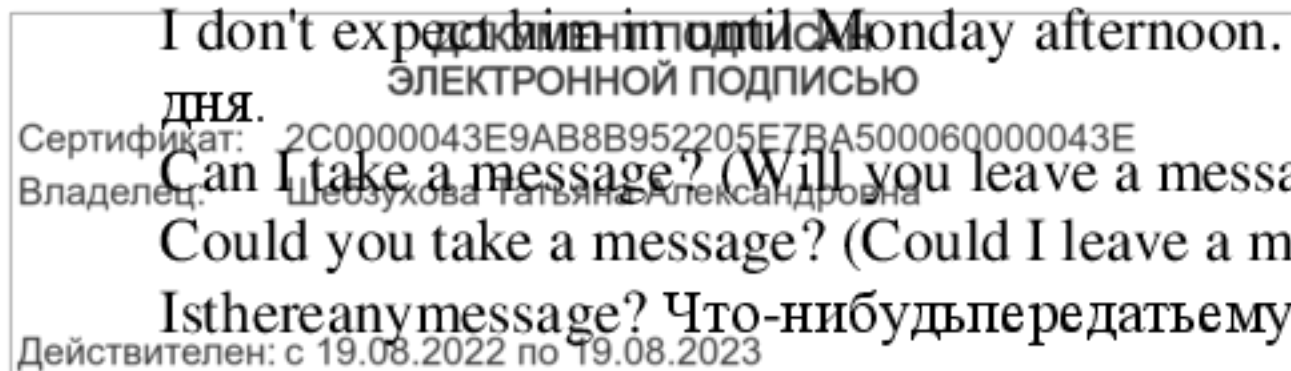 I don't expect him in until Monday afternoon.
ДОКУМЕНТ ПОДПИСАН
ЭЛЕКТРОННОЙ ПОДПИСЬЮ
дня.
Сертификат: 2C0000043E9AB8B952205E7BA500060000043E
Can I take a message? (Will you leave a messa
Владелец: Шебзухова Татьяна Александровна
Could you take a message? (Could I leave a m
Isthereanymessage? Что-нибудьпередатьему
Действителен: с 19.08.2022 по 19.08.2023